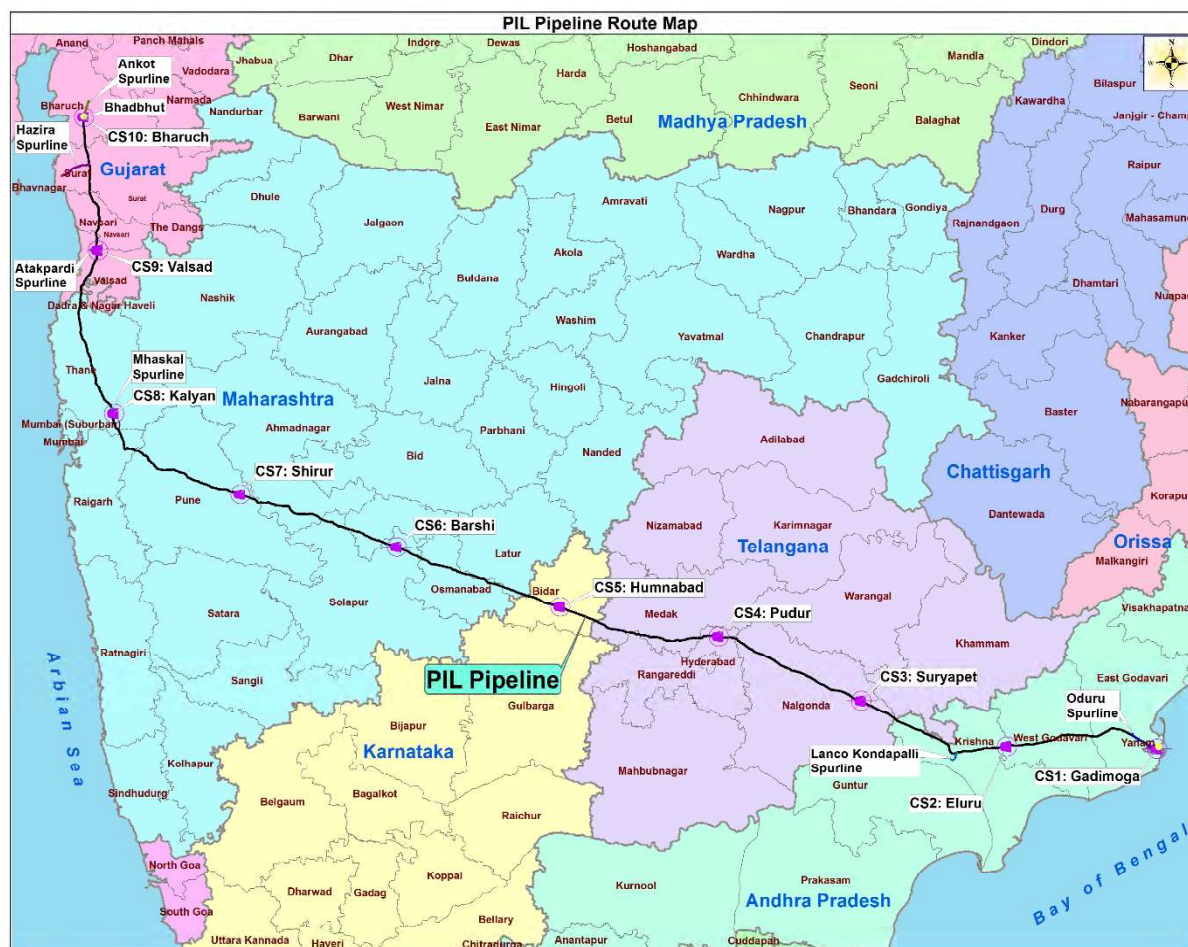 PIL Pipeline Route Map
Anand
Panch Mahals
Ankot
Spurline
Vadodara
Bharuch
Bhadbhut
Narmada
CS10: Bharuch
Hazira
Spurline
Gujarat
Surat
Bhavnagar
Surat
Navsari
Navsari
The Dangs
Atakpardi
Spurline
CS9: Valsad
Valsad
Dadra & Nagar Haveli
Jhabua
Dhar
Indore
Dewas
Hoshangabad
Harda
Barwani
West Nimar
East Nimar
Betul
Chhindwara
Seoni
Mandla
Dindori
Balaghat
Madhya Pradesh
N
W
E
S
Kawardha
Bilaspur
Janjgir - Champ
Raipur
Rajnandgaon
Durg
Mahasamund
Dhamtari
Nuapad
Kanker
Baster
Nabarangapu
Chattisgarh
Dantewada
Korapu
Orissa
Malkangiri
Nandurbar
Dhule
Jalgaon
Amravati
Nagpur
Bhandara
Gondiya
Akola
Buldana
Wardha
Nashik
Aurangabad
Washim
Yavatmal
Chandrapur
Gadchiroli
Thane
Mhaskal
Spurline
CS8: Kalyan
Mumbai (Suburban)
Mumbai
Maharashtra
Jalna
Hingoli
Ahmadnagar
Parbhani
Bid
Nanded
CS7: Shirur
Raigarh
Pune
CS6: Barshi
Latur
Osmanabad
Solapur
Satara
Ratnagiri
Sangli
Kolhapur
Sindhudurg
Arbian Sea
Adilabad
Nizamabad
Karimnagar
Telangana
Bidar
CS5: Humnabad
Medak
CS4: Pudur
Warangal
Khammam
Hyderabad
Rangareddi
CS3: Suryapet
Nalgonda
Mahbubnagar
PIL Pipeline
Gulbarga
Bijapur
Karnataka
Belgaum
Bagalkot
Raichur
Koppal
Dharwad
Gadag
Bellary
Uttara Kannada
Haveri
Chitradurga
North Goa
South Goa
Visakhapatna
East Godavari
Oduru
Spurline
Yanam
West Godavari
Krishna
CS1: Gadimoga
Lanco Kondapalli
Spurline
Guntur
CS2: Eluru
Prakasam
Kurnool
Andhra Pradesh
Anantapur
Cuddapah
Bay of Bengal